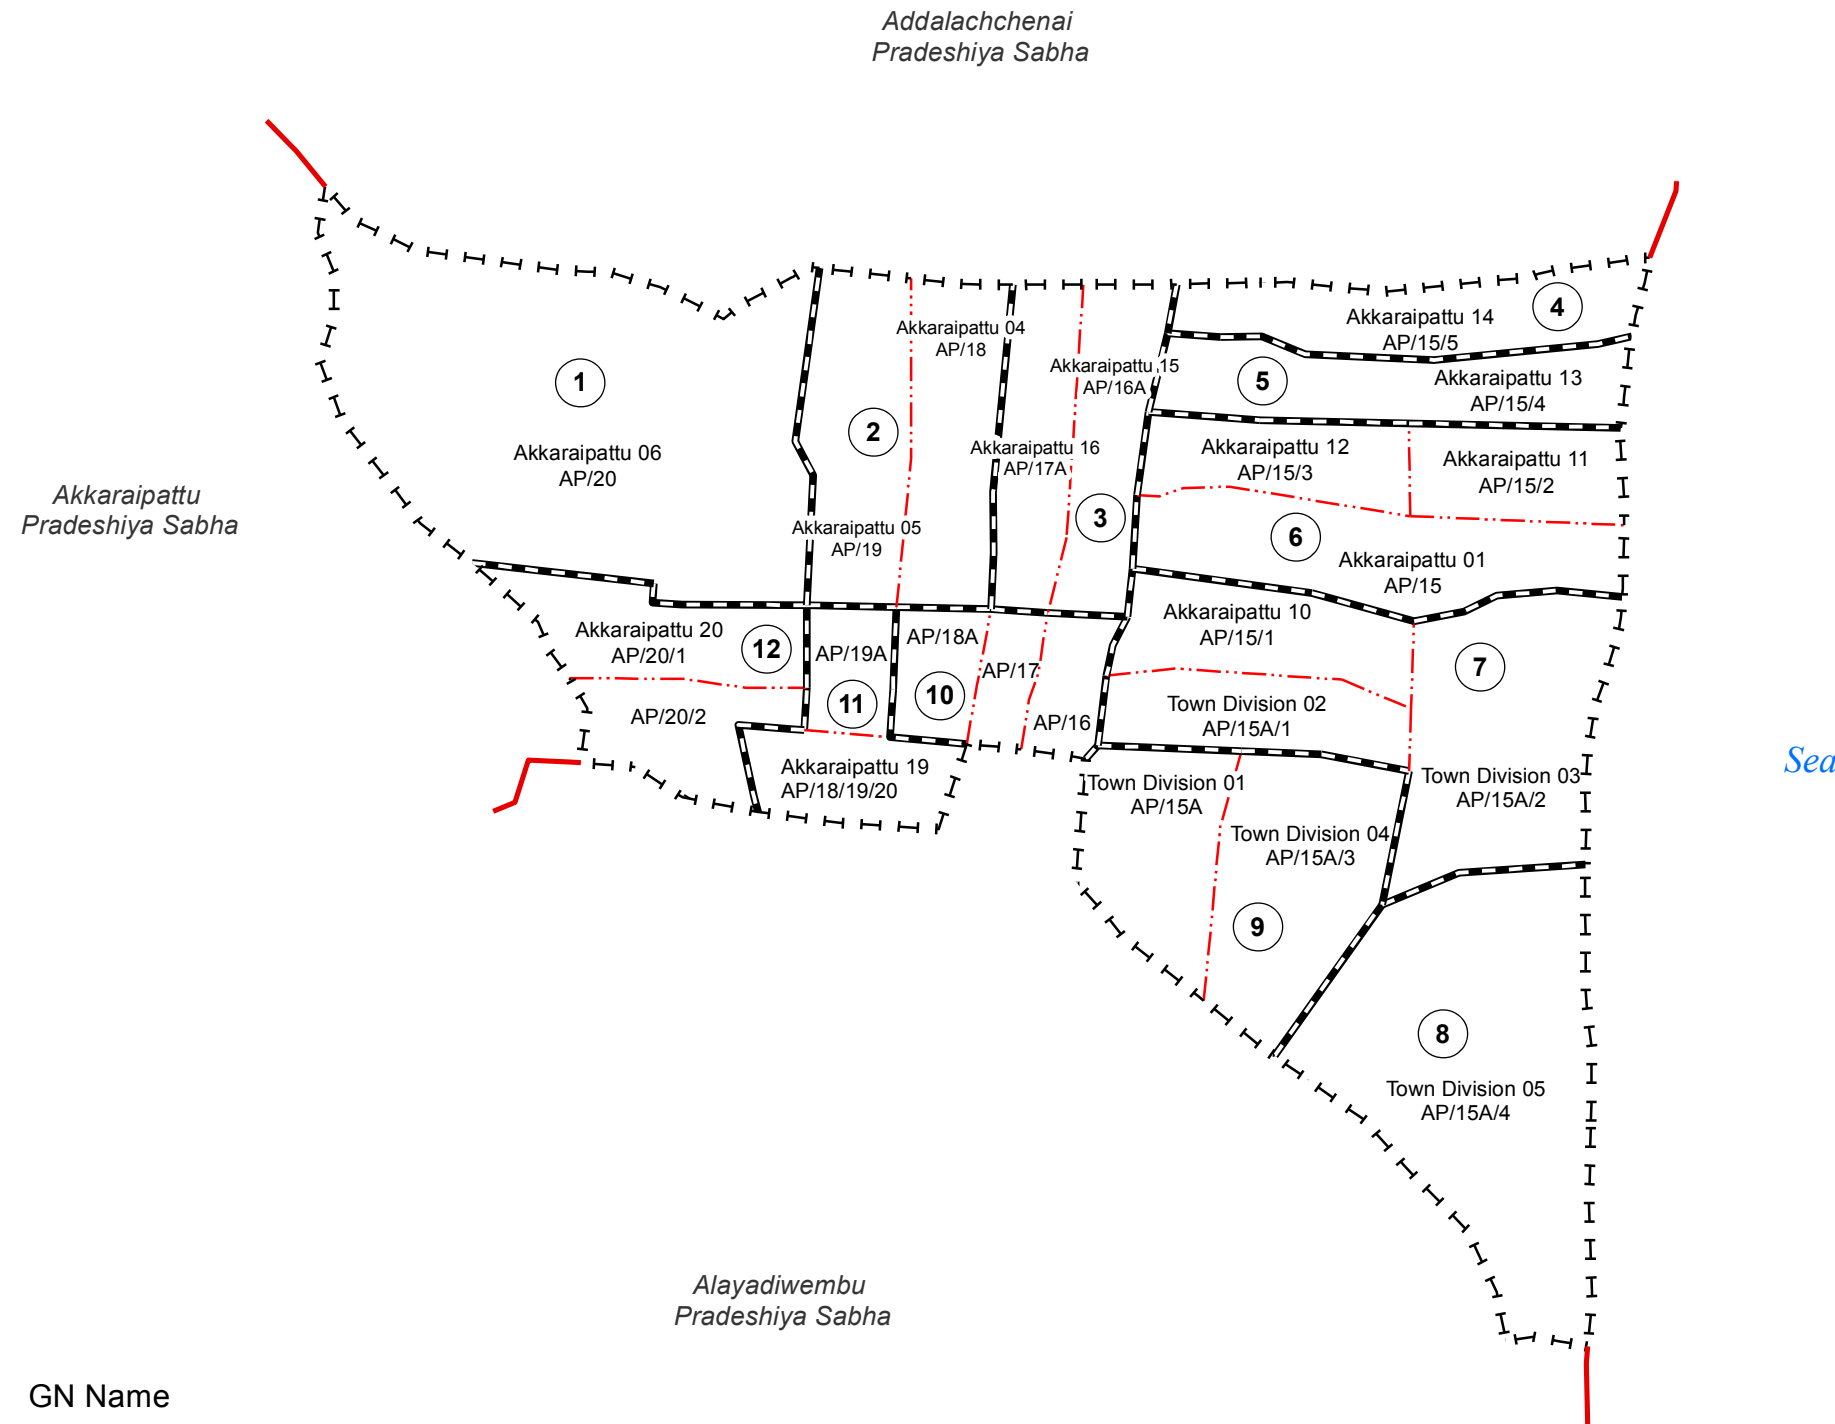 Addalachchenai
Pradeshiya Sabha
4
Akkaraipattu 14
AP/15/5
Akkaraipattu 04
AP/18
1
Akkaraipattu 15
AP/16A
5
Akkaraipattu 13
AP/15/4
2
Akkaraipattu 06
AP/20
Akkaraipattu 16
AP/17A
Akkaraipattu 12
AP/15/3
Akkaraipattu 11
AP/15/2
Akkaraipattu
Pradeshiya Sabha
3
Akkaraipattu 05
AP/19
6
Akkaraipattu 01
AP/15
Akkaraipattu 20
AP/20/1
12
AP/19A
AP/18A
Akkaraipattu 10
AP/15/1
7
AP/17
11
10
AP/20/2
AP/16
Town Division 02
AP/15A/1
Akkaraipattu 19
AP/18/19/20
Town Division 01
AP/15A
Town Division 03
AP/15A/2
Sea
Town Division 04
AP/15A/3
9
8
Town Division 05
AP/15A/4
Alayadiwembu
Pradeshiya Sabha
GN Name